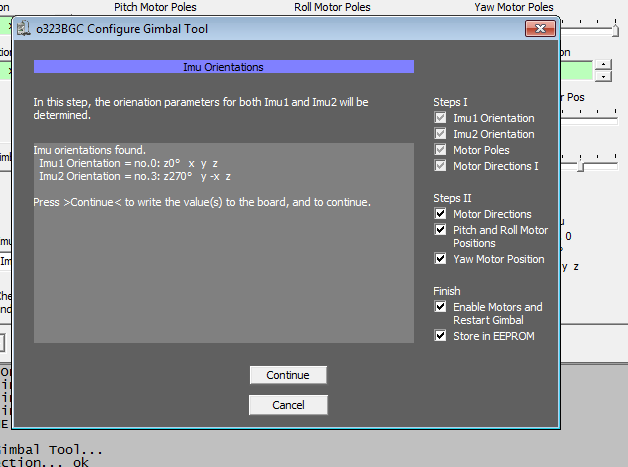 Pitch Motor Poles
Roll Motor Poles
Yaw Motor Poles
o323BGC Configure Gimbal Tool
Imu Orientations
In this step, the orienation parameters for both Imu1 and Imu2 will be
determined.
Imu orientations found.
Imu1 Orientation = no.0: z0° x y z
Imu2 Orientation = no.3: z270° y -x z
Press >Continue< to write the value(s) to the board, and to continue.
Steps I
Imu1 Orientation
Imu2 Orientation
Motor Poles
Motor Directions I
Steps II
Motor Directions
Pitch and Roll Motor
Positions
Yaw Motor Position
Finish
Enable Motors and
Restart Gimbal
Store in EEPROM
Continue
Cancel
Pos
0
y z
Tool...
ok